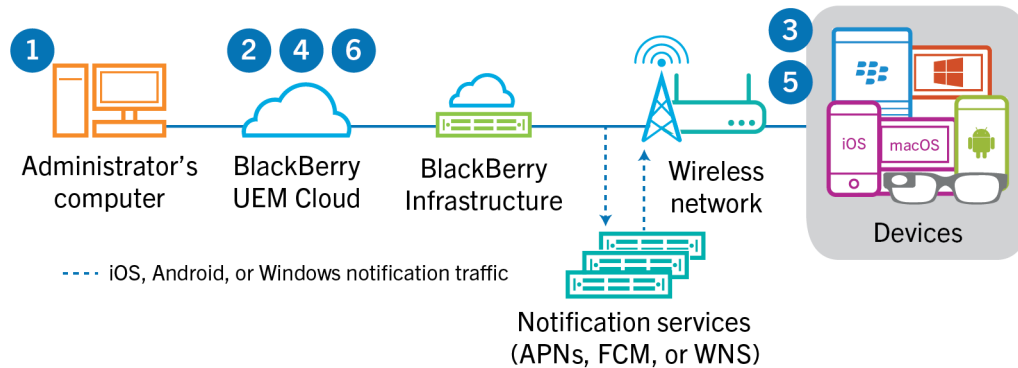 1
2 4 6
3
5
iOS
macOS
Administrator's
computer
BlackBerry
UEM Cloud
BlackBerry
Infrastructure
Wireless
network
Devices
iOS, Android, or Windows notification traffic
Notification services
(APNs, FCM, or WNS)